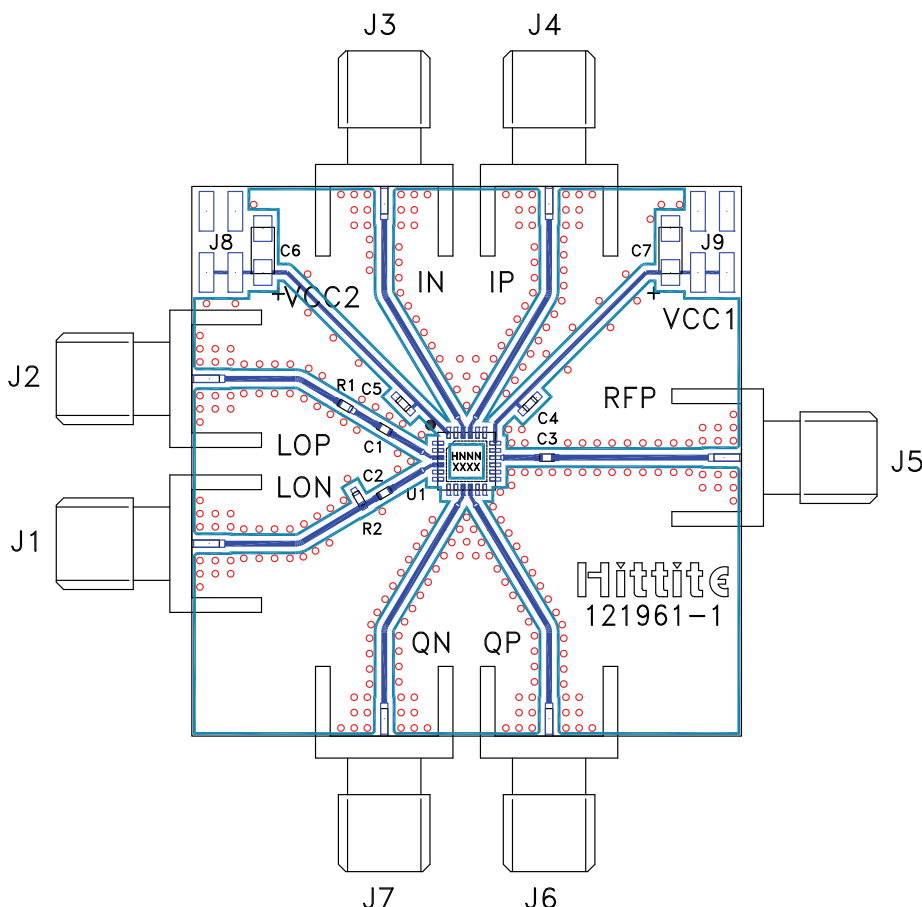 J3
J4
J8
C6
C7
J9
IN
IP
+
VCC2
+
VCC1
J2
R1
C5
RFP
C4
C1
C3
LOP
HNNN
XXXX
J5
LON
C2
U1
R2
J1
Hittite
121961-1
QN
QP
J7
J6